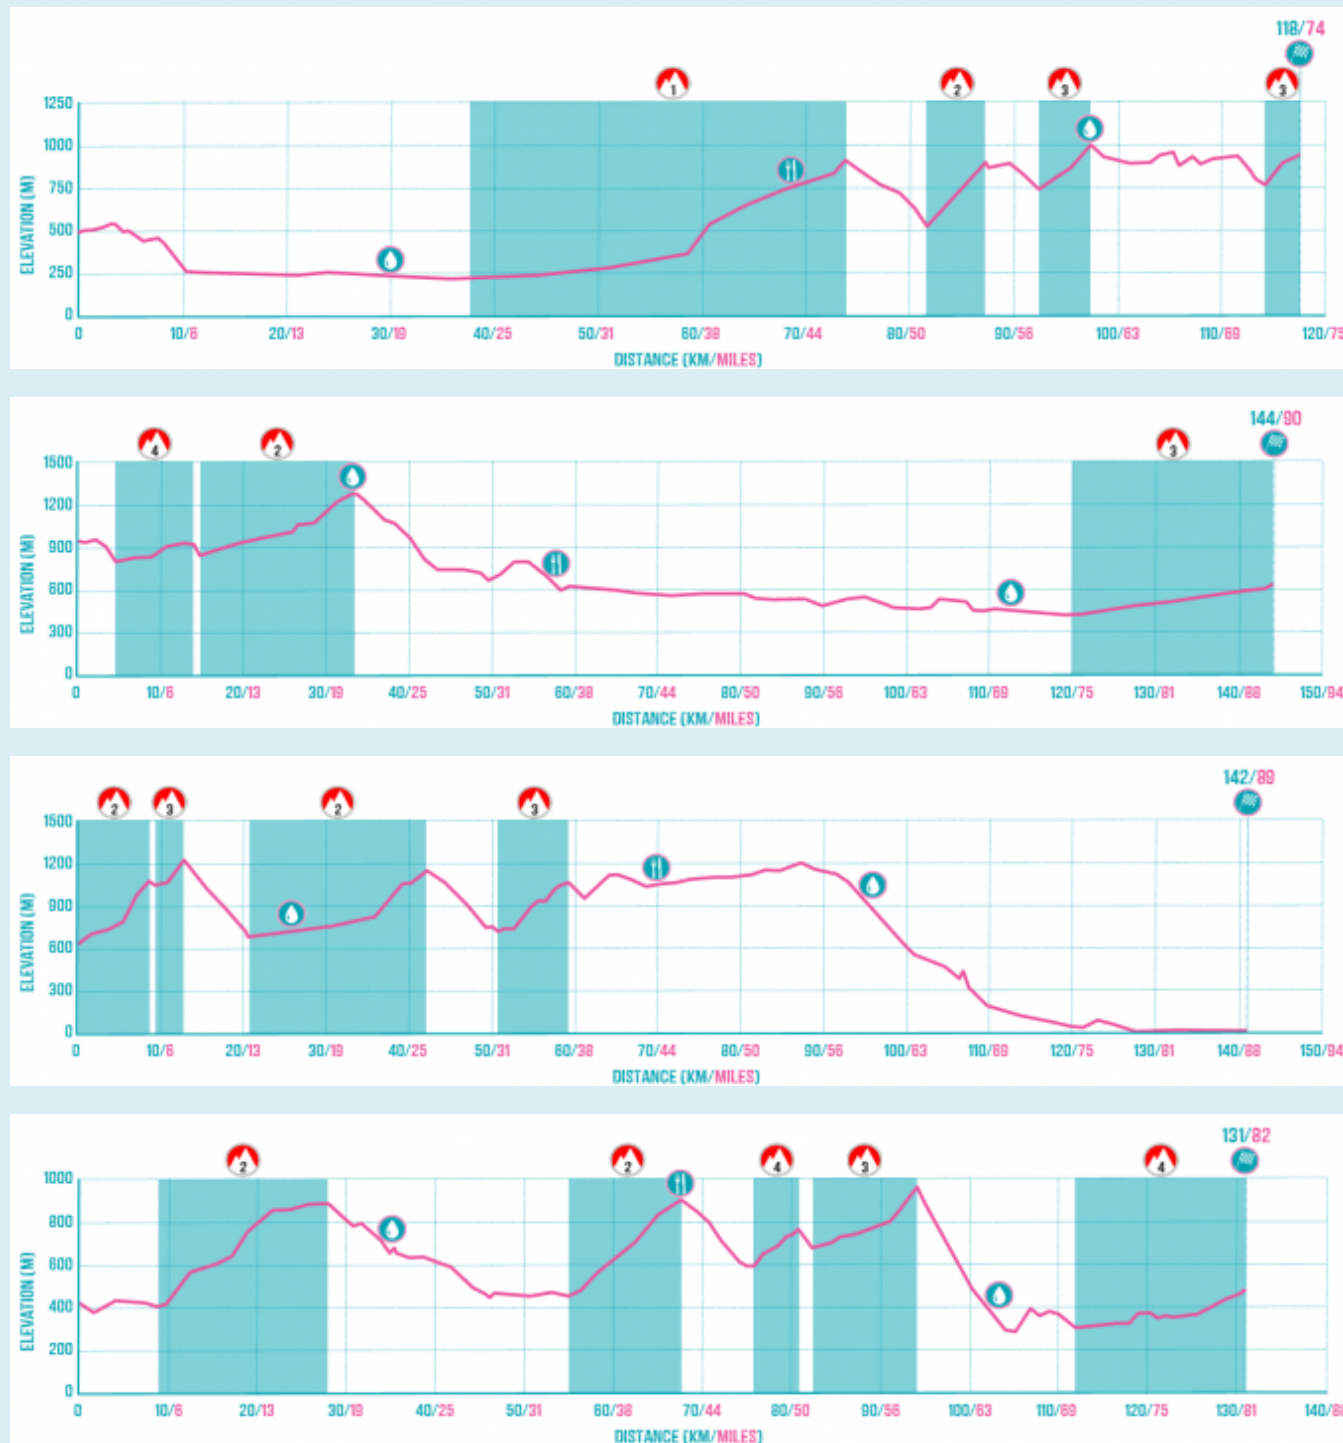 118/74
1 2 3 3
1250
1000
750
500
250
0
ELEVATION (M)
0 10/6 20/13 30/19 40/25 50/31 60/38 70/44 80/50 90/56 100/63 110/69 120/75
DISTANCE (KM/MILES)
144/90
4 2 3
1500
1200
900
600
300
0
ELEVATION (M)
0 10/6 20/13 30/19 40/25 50/31 60/38 70/44 80/50 90/56 100/63 110/69 120/75 130/81 140/88 150/94
DISTANCE (KM/MILES)
142/89
2 3 2 3
1500
1200
900
600
300
0
ELEVATION (M)
0 10/6 20/13 30/19 40/25 50/31 60/38 70/44 80/50 90/56 100/63 110/69 120/75 130/81 140/88 150/94
DISTANCE (KM/MILES)
131/82
2 2 4 3 4
1000
800
600
400
200
0
ELEVATION (M)
0 10/6 20/13 30/19 40/25 50/31 60/38 70/44 80/50 90/56 100/63 110/69 120/75 130/81 140/88
DISTANCE (KM/MILES)